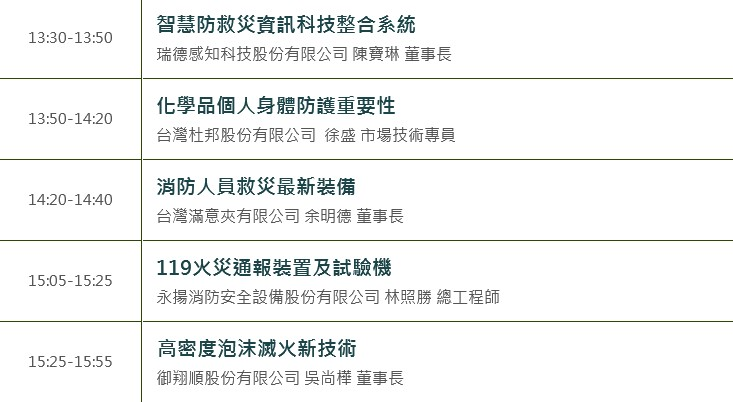 13:30-13:50
智慧防救災資訊科技整合系統
瑞德感知科技股份有限公司 陳寶琳 董事長
13:50-14:20
化學品個人身體防護重要性
台灣杜邦股份有限公司 徐盛 市場技術專員
14:20-14:40
消防人員救災最新裝備
台灣滿意夾有限公司 余明德 董事長
15:05-15:25
119火災通報裝置及試驗機
永揚消防安全設備股份有限公司 林照勝 總工程師
15:25-15:55
高密度泡沫滅火新技術
御翔順股份有限公司 吳尚樺 董事長